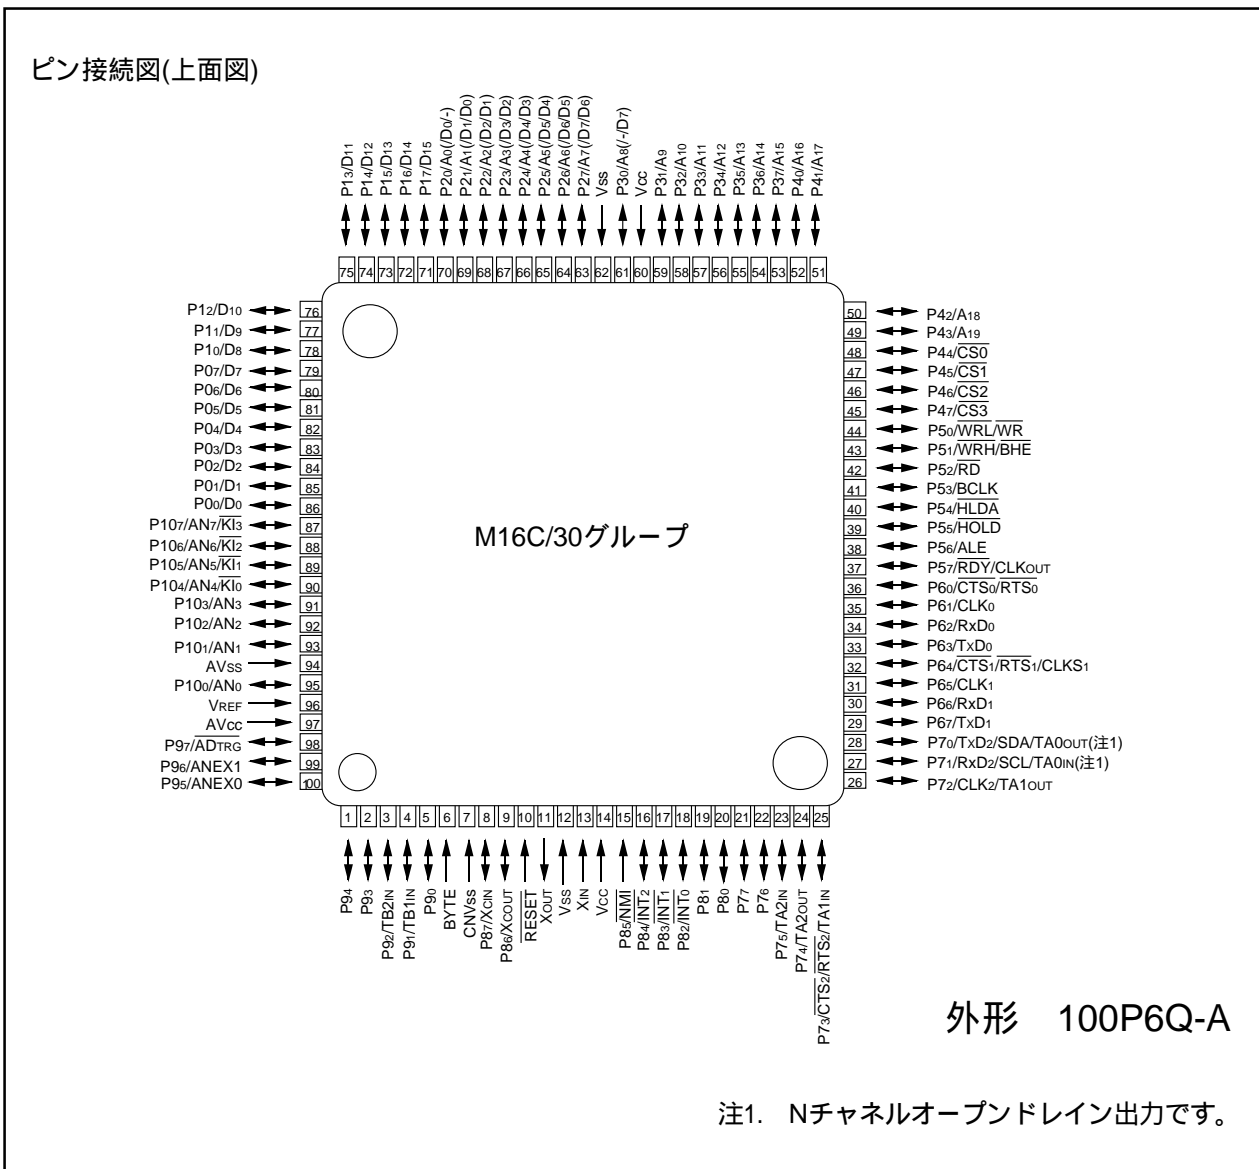 ピン接続図(上面図)
P13/D11
P14/D12
P15/D13
P16/D14
P17/D15
P20/A0(/D0/-)
P21/A1(/D1/D0)
P22/A2(/D2/D1)
P23/A3(/D3/D2)
P24/A4(/D4/D3)
P25/A5(/D5/D4)
P26/A6(/D6/D5)
P27/A7(/D7/D6)
Vss
P30/A8(/-/D7)
Vcc
P31/A9
P32/A10
P33/A11
P34/A12
P35/A13
P36/A14
P37/A15
P40/A16
P41/A17
75 74 73 72 71 70 69 68 67 66 65 64 63 62 61 60 59 58 57 56 55 54 53 52 51
P12/D10 76
P11/D9 77
P10/D8 78
P07/D7 79
P06/D6 80
P05/D5 81
P04/D4 82
P03/D3 83
P02/D2 84
P01/D1 85
P00/D0 86
P107/AN7/KI3 87
P106/AN6/KI2 88
P105/AN5/KI1 89
P104/AN4/KI0 90
P103/AN3 91
P102/AN2 92
P101/AN1 93
AVss 94
P100/AN0 95
VREF 96
AVcc 97
P97/ADTRG 98
P96/ANEX1 99
P95/ANEX0 100
M16C/30グループ
50 P42/A18
49 P43/A19
48 P44/CS0
47 P45/CS1
46 P46/CS2
45 P47/CS3
44 P50/WRL/WR
43 P51/WRH/BHE
42 P52/RD
41 P53/BCLK
40 P54/HLDA
39 P55/HOLD
38 P56/ALE
37 P57/RDY/CLKOUT
36 P60/CTS0/RTS0
35 P61/CLK0
34 P62/RxD0
33 P63/TxD0
32 P64/CTS1/RTS1/CLKS1
31 P65/CLK1
30 P66/RxD1
29 P67/TxD1
28 P70/TxD2/SDA/TA0OUT(注1)
27 P71/RxD2/SCL/TA0IN(注1)
26 P72/CLK2/TA1OUT
1 2 3 4 5 6 7 8 9 10 11 12 13 14 15 16 17 18 19 20 21 22 23 24 25
P94
P93
P92/TB2IN
P91/TB1IN
P90
BYTE
CNVss
P87/XCIN
P86/XCOUT
RESET
XOUT
Vss
XIN
Vcc
P85/NMI
P84/INT2
P83/INT1
P82/INT0
P81
P80
P77
P76
P75/TA2IN
P74/TA2OUT
P73/CTS2/RTS2/TA1IN
外形　100P6Q-A
注1.　Nチャネルオープンドレイン出力です。